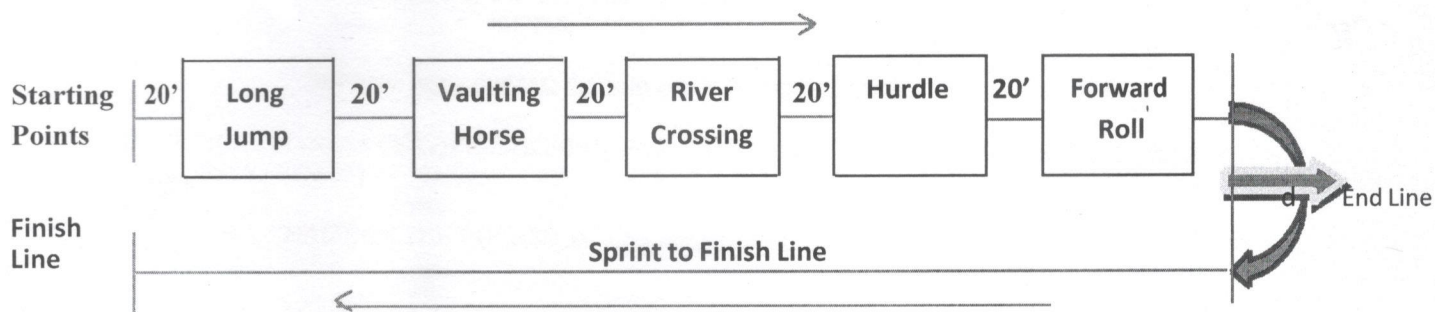 Starting
Points
20’
Long
Jump
20’
Vaulting
Horse
20’
River
Crossing
20’
Hurdle
20’
Forward
Roll
d
End Line
Finish
Line
Sprint to Finish Line